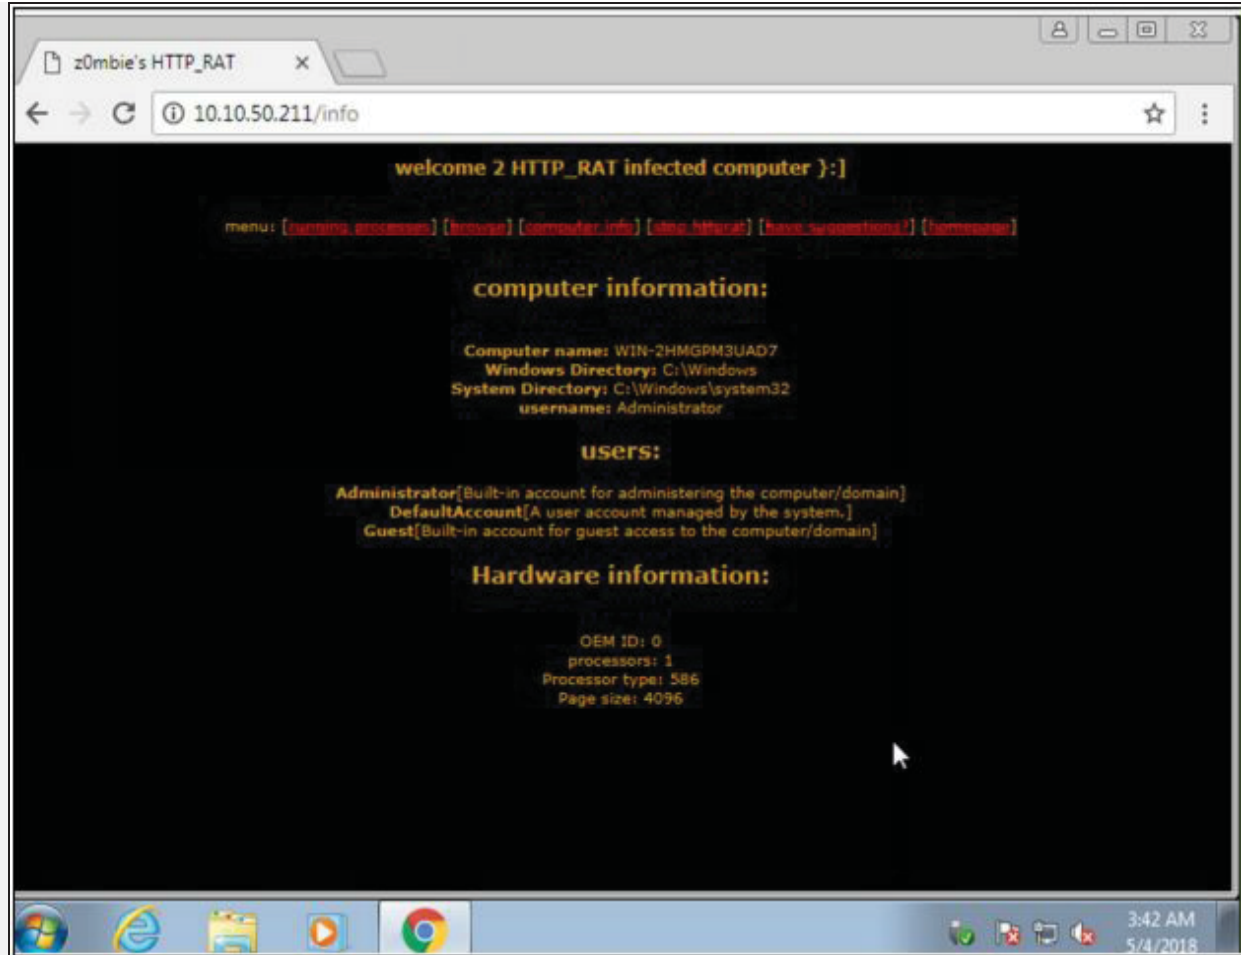 z0mbie's HTTP_RAT
10.10.50.211/info
welcome 2 HTTP_RAT infected computer }:]
menu: [running processes] [browse] [computer info] [stop httprat] [have suggestions?] [homepage]
computer information:
Computer name: WIN-2HMGPM3UAD7
Windows Directory: C:\Windows
System Directory: C:\Windows\system32
username: Administrator
users:
Administrator[Built-in account for administering the computer/domain]
DefaultAccount[A user account managed by the system.]
Guest[Built-in account for guest access to the computer/domain]
Hardware information:
OEM ID: 0
processors: 1
Processor type: 586
Page size: 4096
3:42 AM
5/4/2018